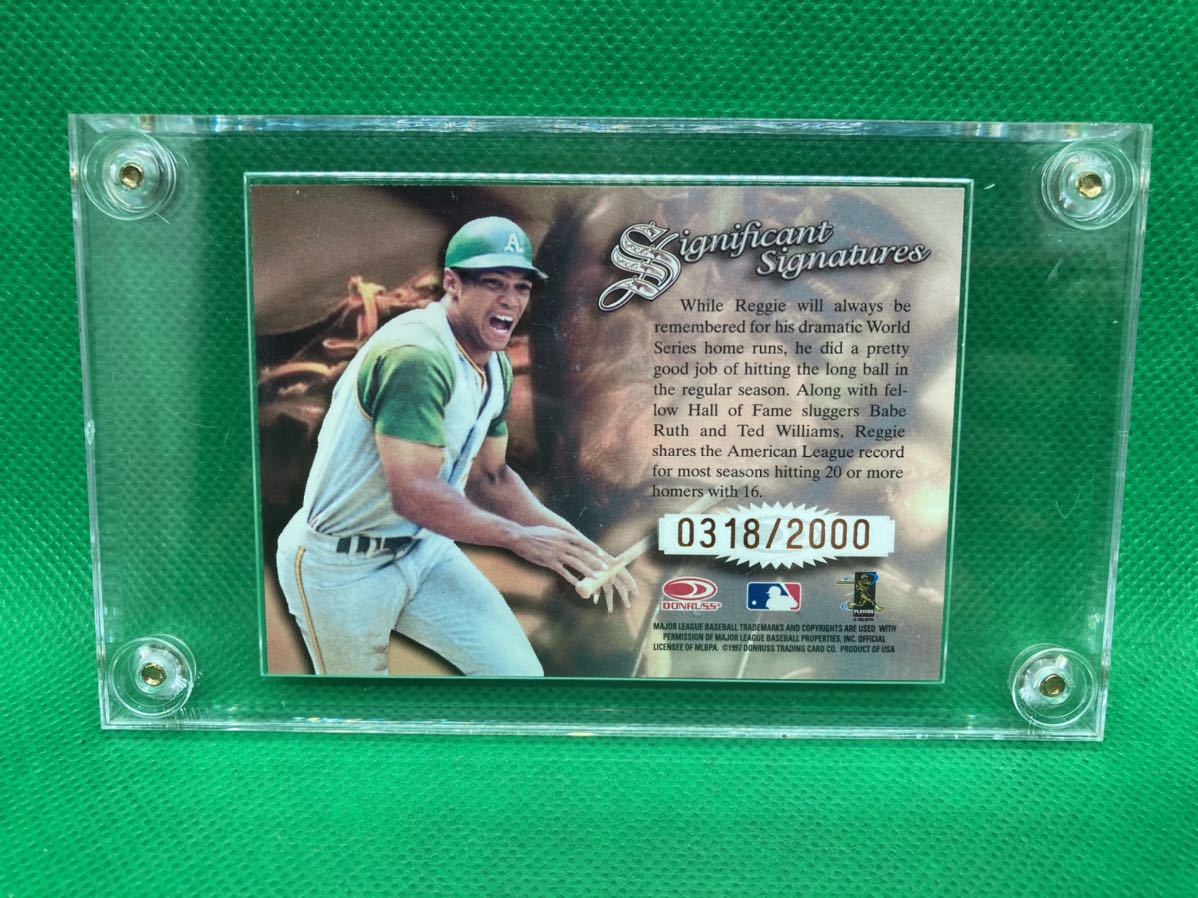 A
Significant
Signatures
While Reggie will always be
remembered for his dramatic World
Series home runs, he did a pretty
good job of hitting the long ball in
the regular season. Along with fel-
low Hall of Fame sluggers Babe
Ruth and Ted Williams, Reggie
shares the American League record
for most seasons hitting 20 or more
homers with 16.
0318/2000
DONRUSS
PLAYERS
MLBPA
MAJOR LEAGUE BASEBALL TRADEMARKS AND COPYRIGHTS ARE USED WITH
PERMISSION OF MAJOR LEAGUE BASEBALL PROPERTIES, INC. OFFICIAL
LICENSEE OF MLBPA. ©1997 DONRUSS TRADING CARD CO. PRODUCT OF USA